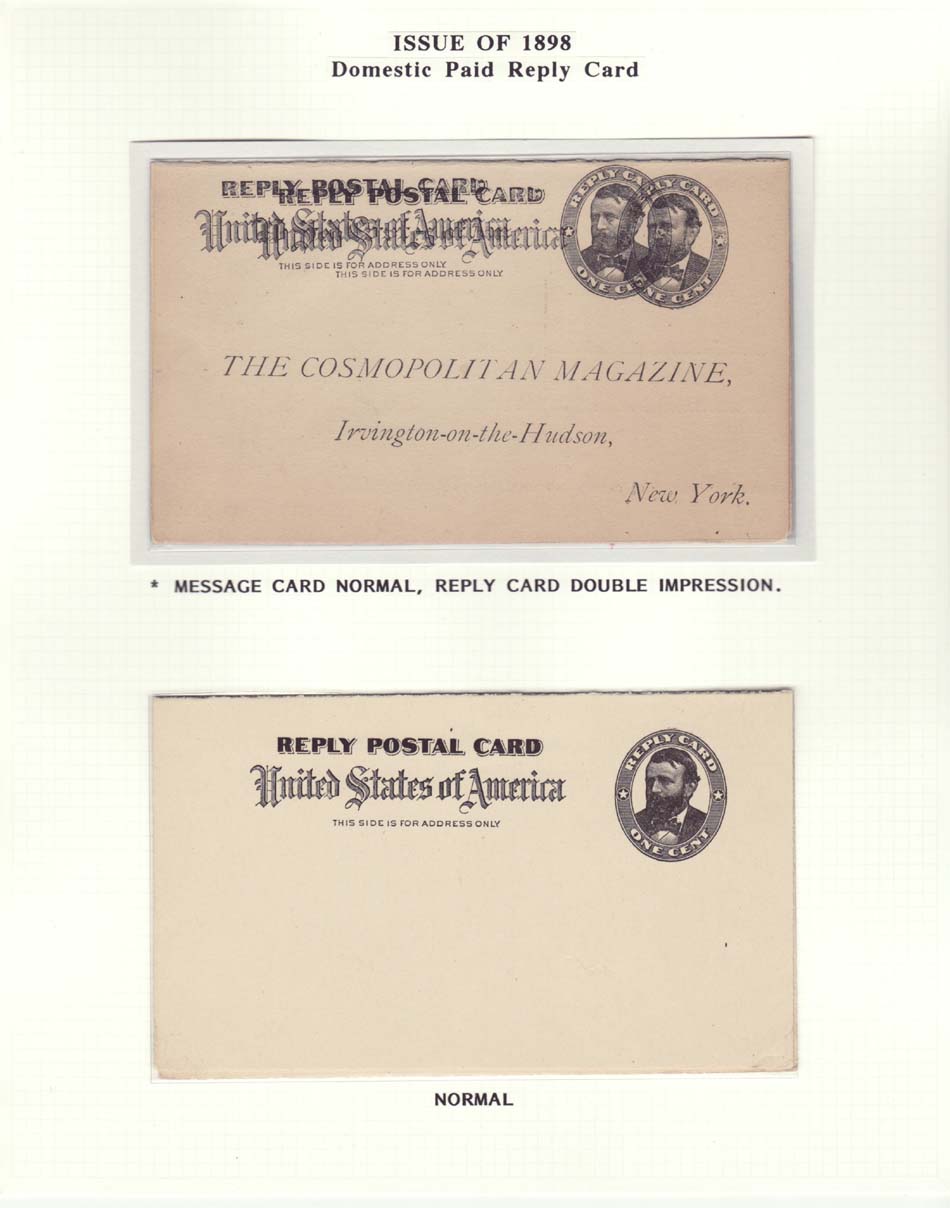 ISSUE OF 1898
Domestic Paid Reply Card
REPLY POSTAL CARD
REPLY POSTAL CARD
United States of America
United States of America
THIS SIDE IS FOR ADDRESS ONLY
THIS SIDE IS FOR ADDRESS ONLY
REPLY CARD
ONE CENT
REPLY CARD
ONE CENT
THE COSMOPOLITAN MAGAZINE,
Irvington-on-the-Hudson,
New York.
* MESSAGE CARD NORMAL, REPLY CARD DOUBLE IMPRESSION.
REPLY POSTAL CARD
United States of America
THIS SIDE IS FOR ADDRESS ONLY
REPLY CARD
ONE CENT
NORMAL